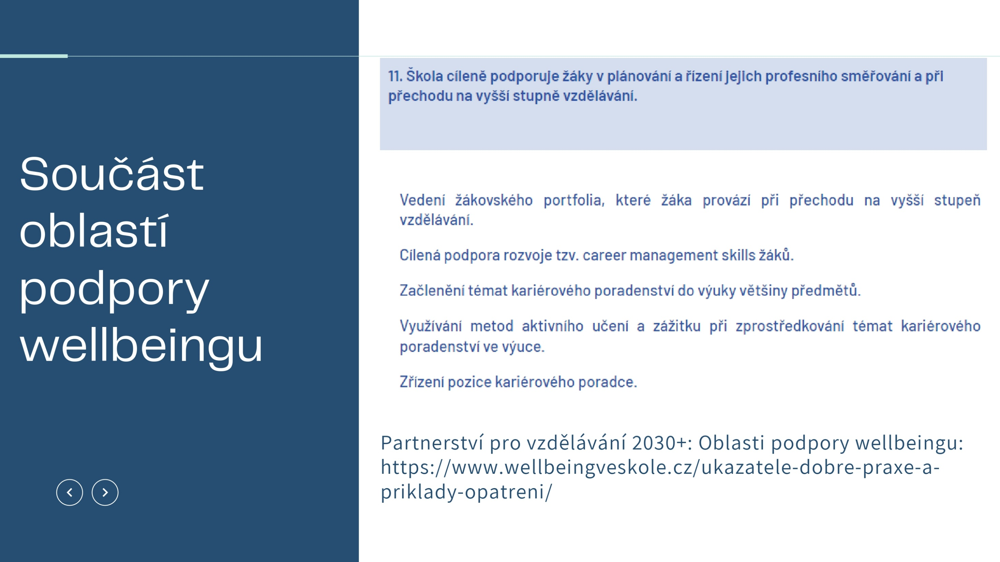 Součást
oblastí
podpory
wellbeingu
11. Škola cíleně podporuje žáky v plánování a řízení jejich profesního směřování a při
přechodu na vyšší stupně vzdělávání.
Vedení žákovského portfolia, které žáka provází při přechodu na vyšší stupeň
vzdělávání.
Cílená podpora rozvoje tzv. career management skills žáků.
Začlenění témat kariérového poradenství do výuky většiny předmětů.
Využívání metod aktivního učení a zážitku při zprostředkování témat kariérového
poradenství ve výuce.
Zřízení pozice kariérového poradce.
Partnerství pro vzdělávání 2030+: Oblasti podpory wellbeingu:
https://www.wellbeingveskole.cz/ukazatele-dobre-praxe-a-
priklady-opatreni/